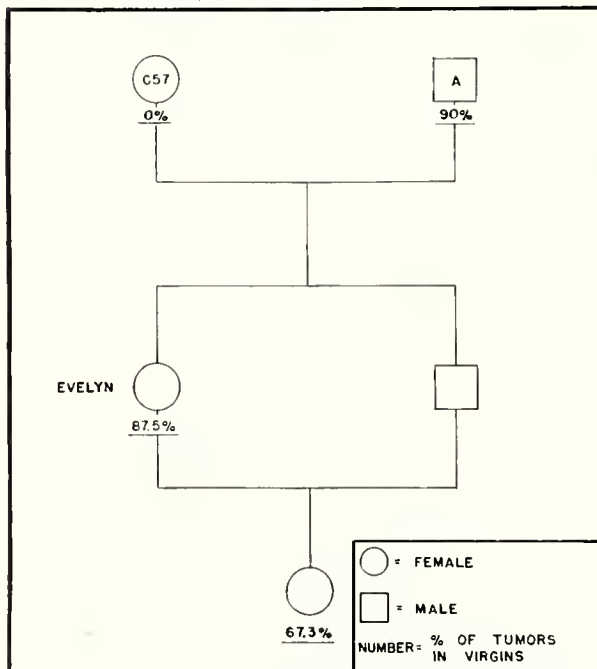 C57
A
0%
90%
EVELYN
87.5%
67.3%
= FEMALE
= MALE
NUMBER= % OF TUMORS
IN VIRGINS